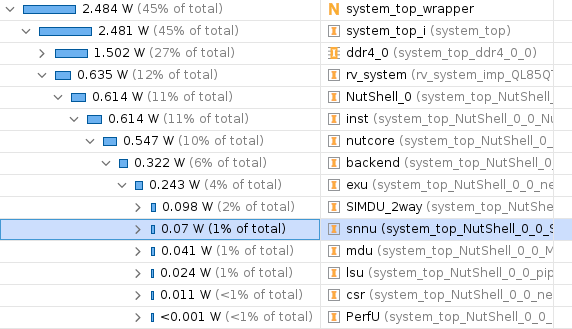 2.484 W (45% of total) system_top_wrapper
2.481 W (45% of total) system_top_i (system_top)
1.502 W (27% of total) ddr4_0 (system_top_ddr4_0_0)
0.635 W (12% of total) rv_system (rv_system_imp_QL85Q
0.614 W (11% of total) NutShell_0 (system_top_NutShell_
0.614 W (11% of total) inst (system_top_NutShell_0_0_Nu
0.547 W (10% of total) nutcore (system_top_NutShell_0_
0.322 W (6% of total) backend (system_top_NutShell_0_
0.243 W (4% of total) exu (system_top_NutShell_0_0_ne
0.098 W (2% of total) SIMDU_2way (system_top_NutShell
0.07 W (1% of total) snnu (system_top_NutShell_0_0_S
0.041 W (1% of total) mdu (system_top_NutShell_0_0_M
0.024 W (1% of total) lsu (system_top_NutShell_0_0_pip
0.011 W (<1% of total) csr (system_top_NutShell_0_0_ne
<0.001 W (<1% of total) PerfU (system_top_NutShell_0_0_